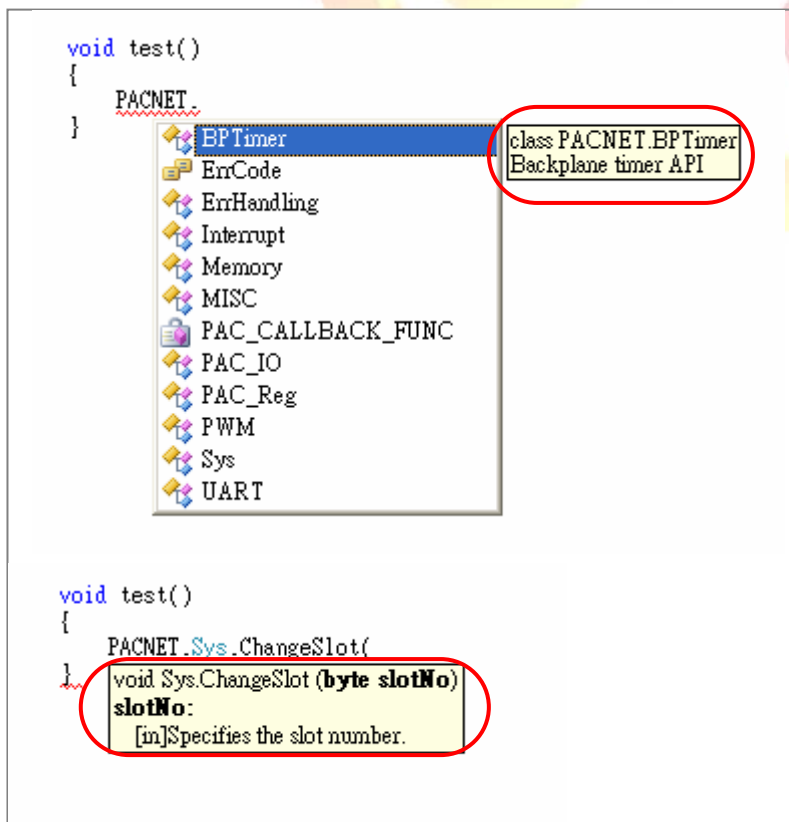 void test()
{
PACNET.
}
BPTimer
class PACNET.BPTimer
Backplane timer API
ErrCode
ErrHandling
Interrupt
Memory
MISC
PAC_CALLBACK_FUNC
PAC_IO
PAC_Reg
PWM
Sys
UART
void test()
{
PACNET.Sys.ChangeSlot(
}
void Sys.ChangeSlot (byte slotNo)
slotNo:
[in]Specifies the slot number.